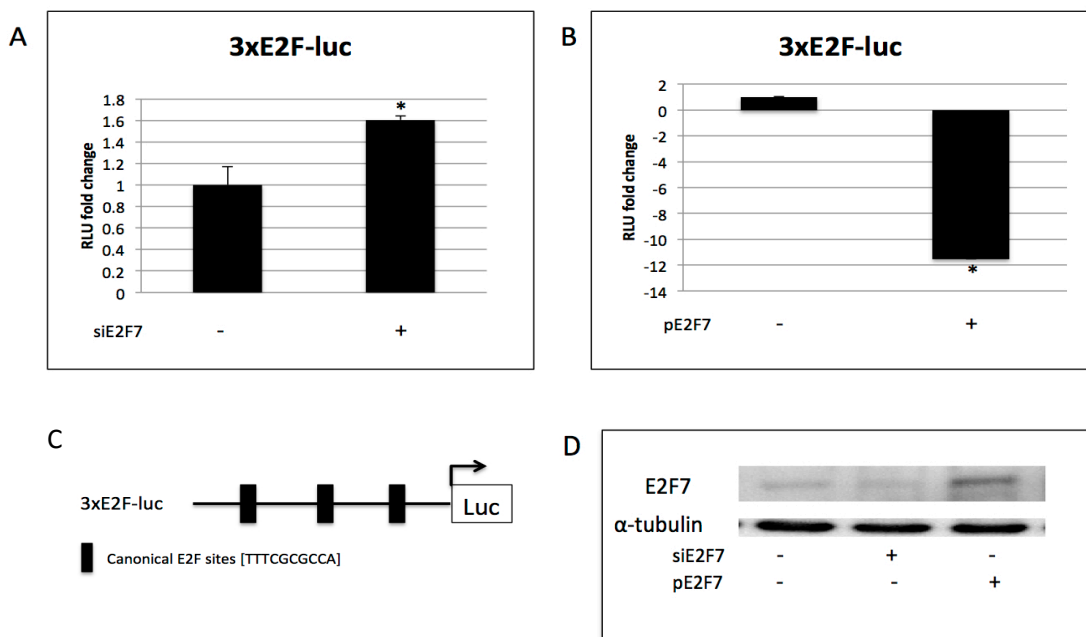 A
3xE2F-luc
RLU fold change
1.8
1.6
1.4
1.2
1
0.8
0.6
0.4
0.2
0
*
siE2F7 - +
B
3xE2F-luc
RLU fold change
2
0
-2
-4
-6
-8
-10
-12
-14
*
pE2F7 - +
C
3xE2F-luc
Luc
Canonical E2F sites [TTTCGCGCCA]
D
E2F7
α-tubulin
siE2F7 - + -
pE2F7 - - +